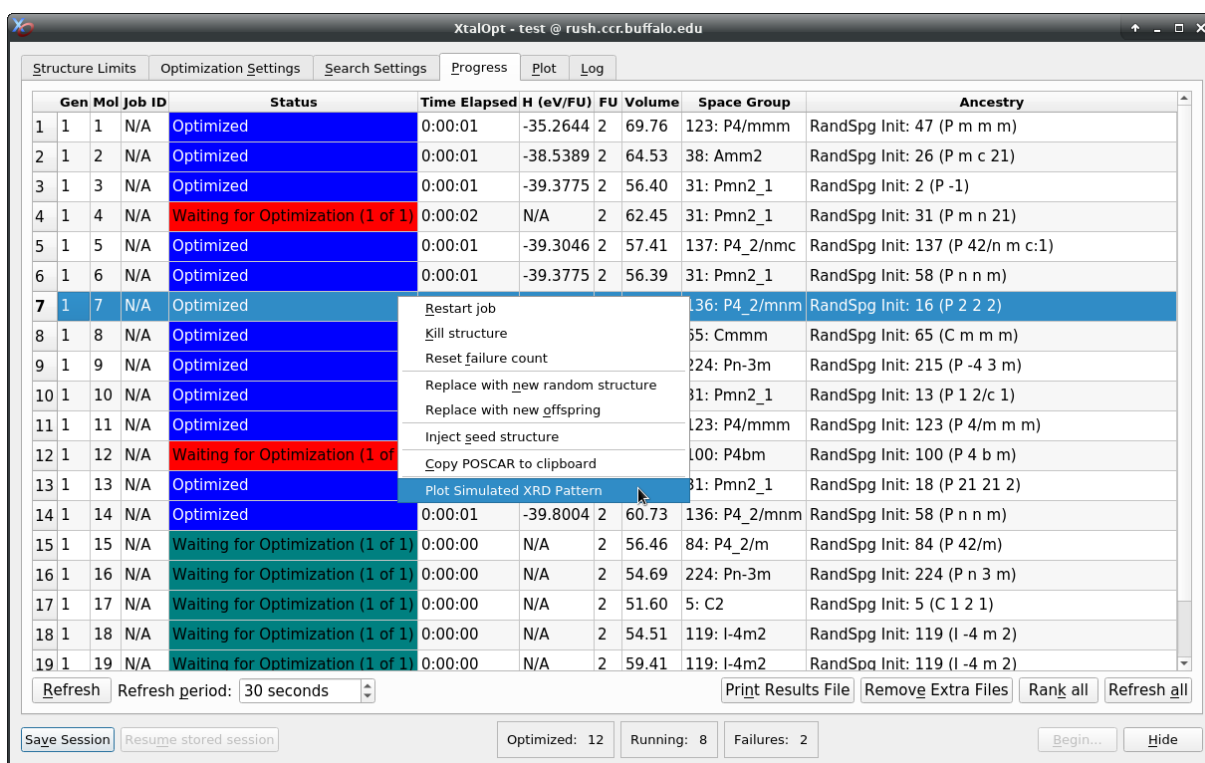 XtalOpt - test @ rush.ccr.buffalo.edu
Structure Limits Optimization Settings Search Settings Progress Plot Log
Gen Mol Job ID Status Time Elapsed H (eV/FU) FU Volume Space Group Ancestry
1 1 1 N/A Optimized 0:00:01 -35.2644 2 69.76 123: P4/mmm RandSpg Init: 47 (P m m m)
2 1 2 N/A Optimized 0:00:01 -38.5389 2 64.53 38: Amm2 RandSpg Init: 26 (P m c 21)
3 1 3 N/A Optimized 0:00:01 -39.3775 2 56.40 31: Pmn2_1 RandSpg Init: 2 (P -1)
4 1 4 N/A Waiting for Optimization (1 of 1) 0:00:02 N/A 2 62.45 31: Pmn2_1 RandSpg Init: 31 (P m n 21)
5 1 5 N/A Optimized 0:00:01 -39.3046 2 57.41 137: P4_2/nmc RandSpg Init: 137 (P 42/n m c:1)
6 1 6 N/A Optimized 0:00:01 -39.3775 2 56.39 31: Pmn2_1 RandSpg Init: 58 (P n n m)
7 1 7 N/A Optimized 136: P4_2/mnm RandSpg Init: 16 (P 2 2 2)
Restart job
8 1 8 N/A Optimized 65: Cmmm RandSpg Init: 65 (C m m m)
Kill structure
Reset failure count
9 1 9 N/A Optimized 224: Pn-3m RandSpg Init: 215 (P -4 3 m)
Replace with new random structure
10 1 10 N/A Optimized 31: Pmn2_1 RandSpg Init: 13 (P 1 2/c 1)
Replace with new offspring
11 1 11 N/A Optimized 123: P4/mmm RandSpg Init: 123 (P 4/m m m)
Inject seed structure
12 1 12 N/A Waiting for Optimization (1 of 100: P4bm RandSpg Init: 100 (P 4 b m)
Copy POSCAR to clipboard
13 1 13 N/A Optimized 31: Pmn2_1 RandSpg Init: 18 (P 21 21 2)
Plot Simulated XRD Pattern
14 1 14 N/A Optimized 0:00:01 -39.8004 2 60.73 136: P4_2/mnm RandSpg Init: 58 (P n n m)
15 1 15 N/A Waiting for Optimization (1 of 1) 0:00:00 N/A 2 56.46 84: P4_2/m RandSpg Init: 84 (P 42/m)
16 1 16 N/A Waiting for Optimization (1 of 1) 0:00:00 N/A 2 54.69 224: Pn-3m RandSpg Init: 224 (P n 3 m)
17 1 17 N/A Waiting for Optimization (1 of 1) 0:00:00 N/A 2 51.60 5: C2 RandSpg Init: 5 (C 1 2 1)
18 1 18 N/A Waiting for Optimization (1 of 1) 0:00:00 N/A 2 54.51 119: I-4m2 RandSpg Init: 119 (I -4 m 2)
19 1 19 N/A Waiting for Optimization (1 of 1) 0:00:00 N/A 2 59.41 119: I-4m2 RandSpg Init: 119 (I -4 m 2)
Refresh Refresh period: 30 seconds Print Results File Remove Extra Files Rank all Refresh all
Save Session Resume stored session Optimized: 12 Running: 8 Failures: 2 Begin... Hide